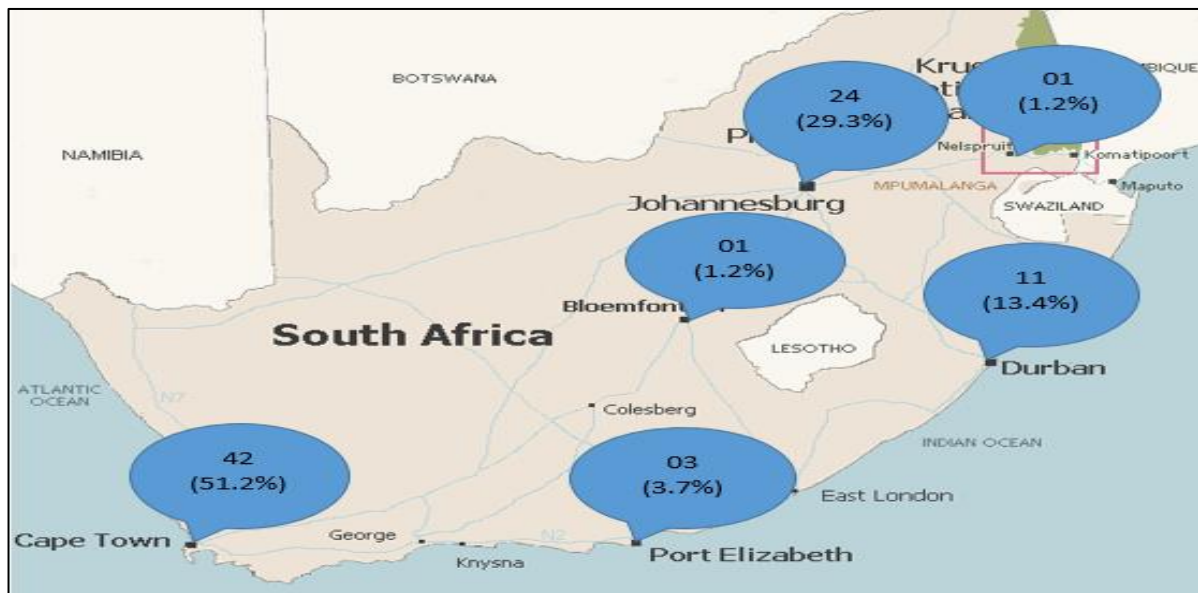 BOTSWANA
NAMIBIA
24
(29.3%)
01
(1.2%)
Nelspruit
Komatipoort
MPUMALANGA
Maputo
Johannesburg
SWAZILAND
01
(1.2%)
11
(13.4%)
South Africa
LESOTHO
Durban
ATLANTIC
OCEAN
N7
Colesberg
INDIAN OCEAN
42
(51.2%)
03
(3.7%)
East London
Cape Town
George
Knysna
N2
Port Elizabeth